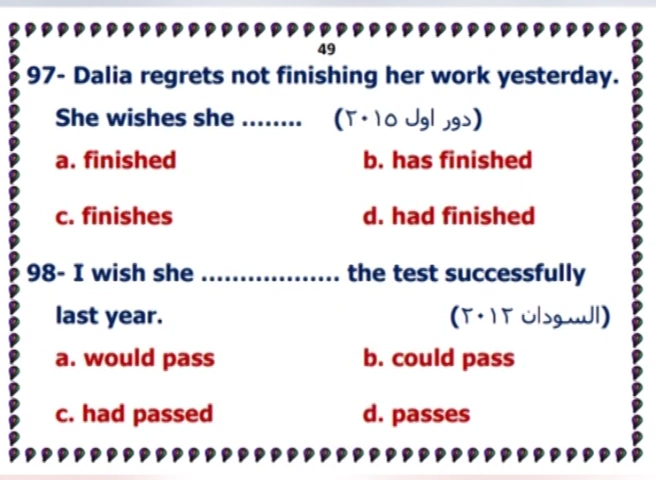 49
97- Dalia regrets not finishing her work yesterday.
She wishes she ........ (دور اول ٢٠١٥)
a. finished b. has finished
c. finishes d. had finished
98- I wish she .................. the test successfully
last year. (السودان ٢٠١٢)
a. would pass b. could pass
c. had passed d. passes